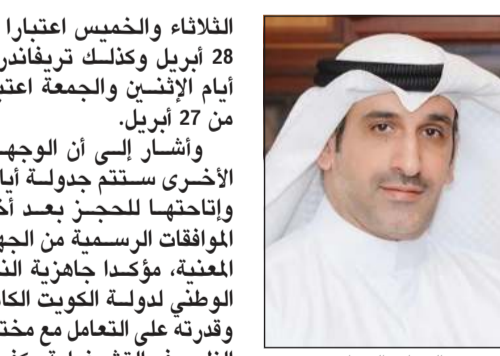 الثلاثاء والخميس اعتبارا
28 أبريل وكذلك تريفاندر
أيام الإثنين والجمعة اعتب
من 27 أبريل.
وأشار إلى أن الوجه
الأخرى ستتم جدولة أيا
وإتاحتها للحجز بعد أخ
الموافقات الرسمية من الجه
المعنية، مؤكدا جاهزية الن
الوطني لدولة الكويت الكا
وقدرته على التعامل مع مخت